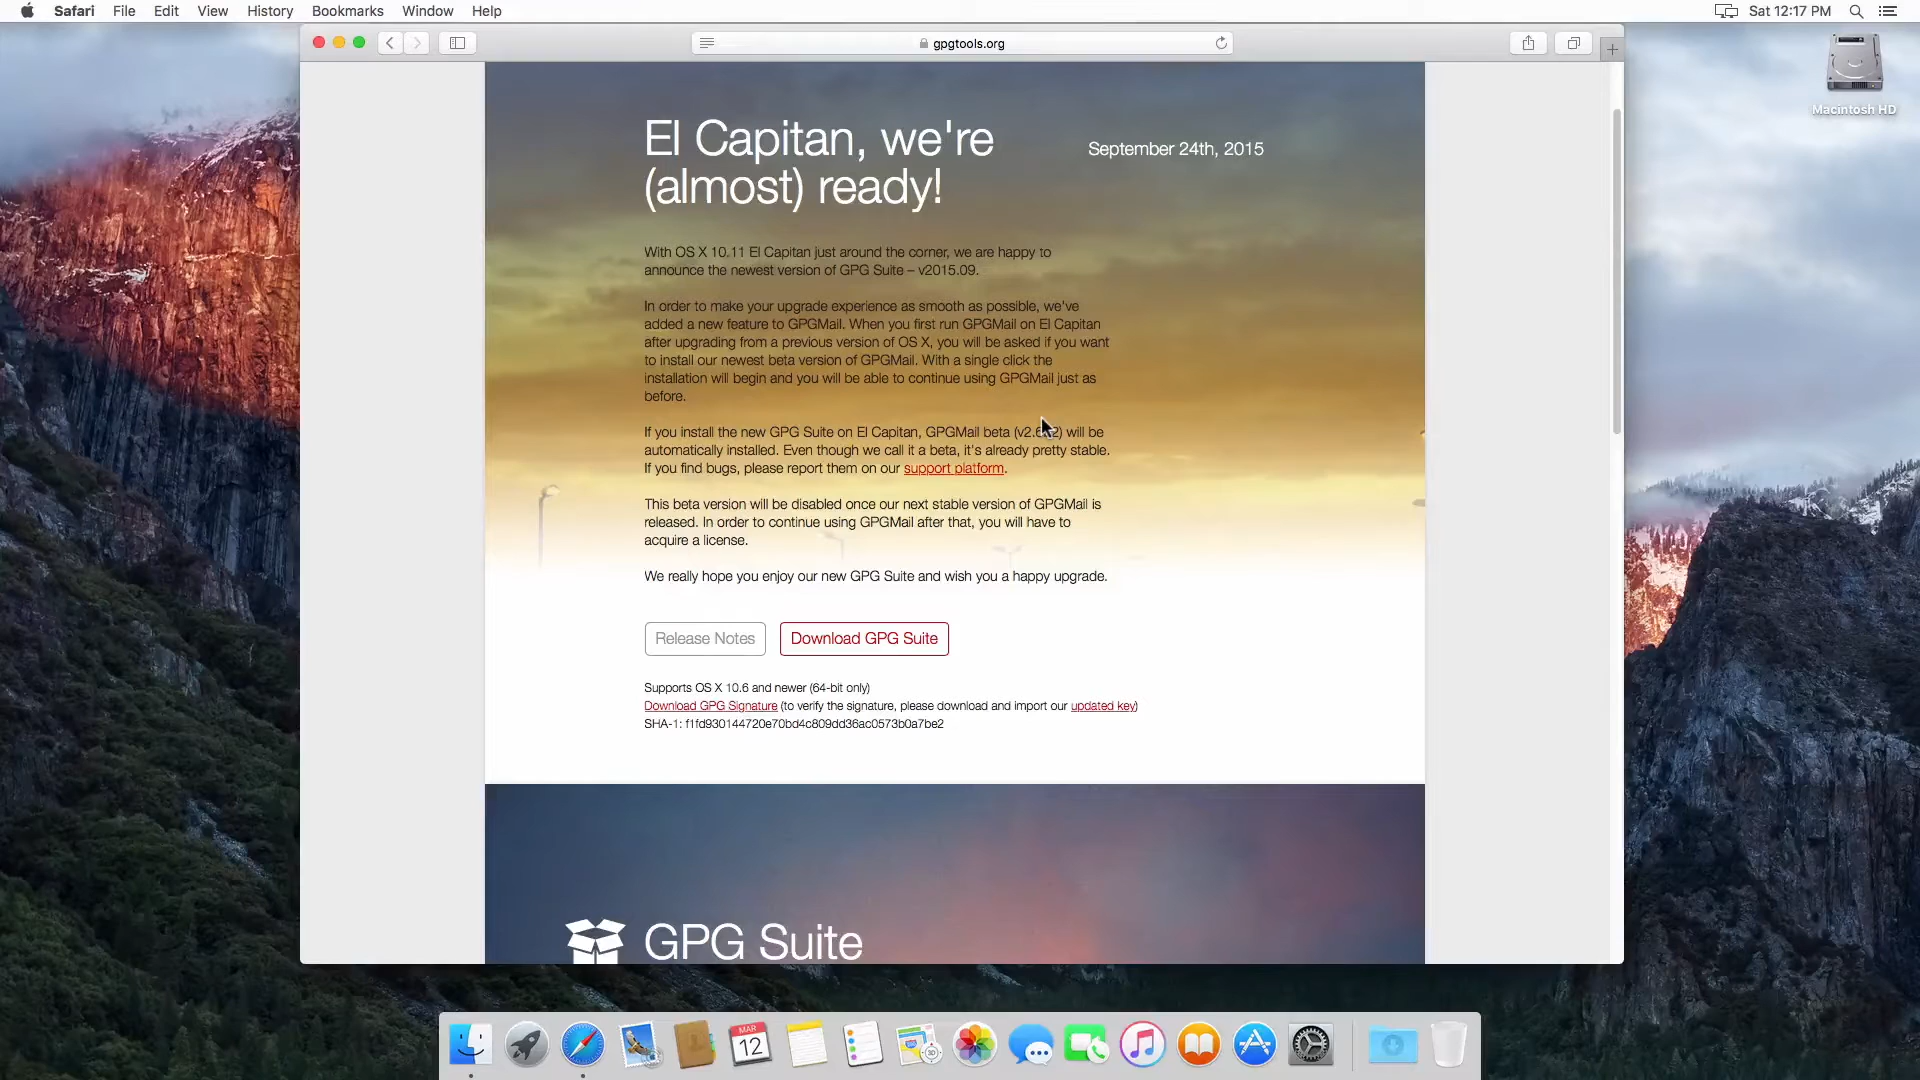 Safari File Edit View History Bookmarks Window Help
Sat 12:17 PM
gpgtools.org
Macintosh HD
El Capitan, we're
(almost) ready!
September 24th, 2015
With OS X 10.11 El Capitan just around the corner, we are happy to
announce the newest version of GPG Suite – v2015.09.
In order to make your upgrade experience as smooth as possible, we've
added a new feature to GPGMail. When you first run GPGMail on El Capitan
after upgrading from a previous version of OS X, you will be asked if you want
to install our newest beta version of GPGMail. With a single click the
installation will begin and you will be able to continue using GPGMail just as
before.
If you install the new GPG Suite on El Capitan, GPGMail beta will be
automatically installed. Even though we call it a beta, it's already pretty stable.
If you find bugs, please report them on our support platform.
This beta version will be disabled once our next stable version of GPGMail is
released. In order to continue using GPGMail after that, you will have to
acquire a license.
We really hope you enjoy our new GPG Suite and wish you a happy upgrade.
Release Notes
Download GPG Suite
Supports OS X 10.6 and newer (64-bit only)
Download GPG Signature (to verify the signature, please download and import our updated key)
SHA-1: f1fd930144720e70bd4c809dd36ac0573b0a7be2
GPG Suite
MAR
12
3D